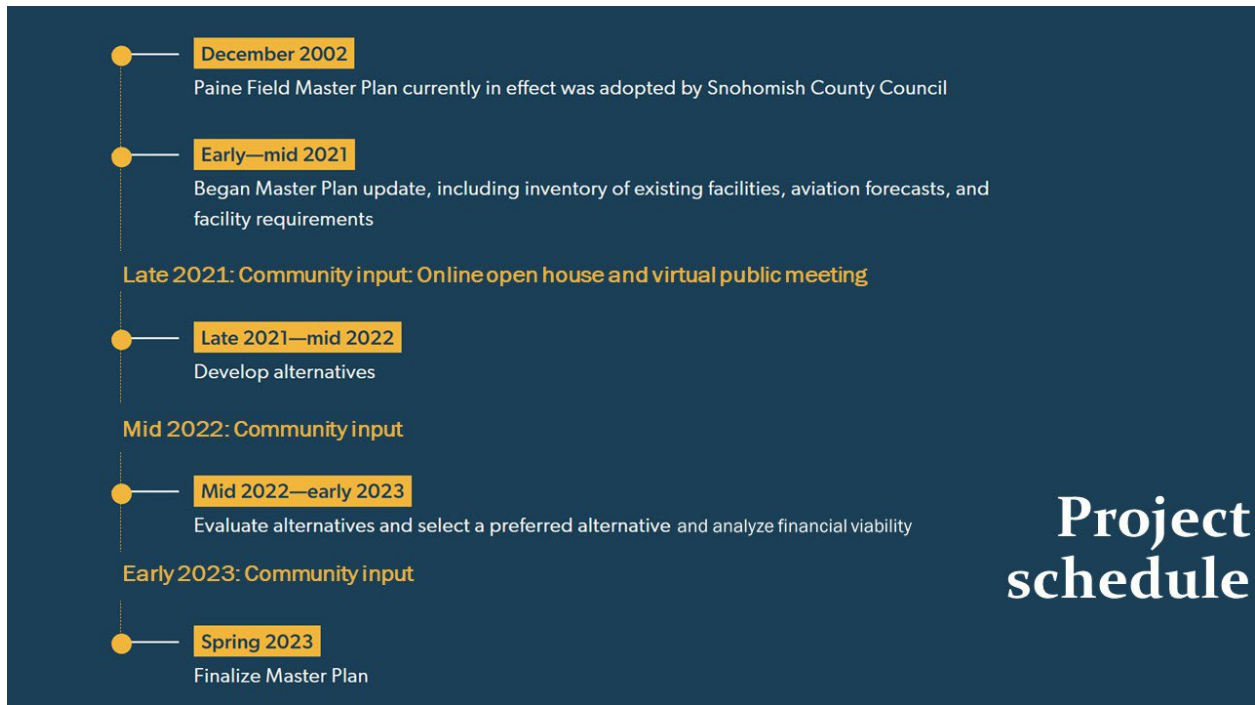 December 2002
Paine Field Master Plan currently in effect was adopted by Snohomish County Council
Early—mid 2021
Began Master Plan update, including inventory of existing facilities, aviation forecasts, and
facility requirements
Late 2021: Community input: Online open house and virtual public meeting
Late 2021—mid 2022
Develop alternatives
Mid 2022: Community input
Mid 2022—early 2023
Evaluate alternatives and select a preferred alternative and analyze financial viability
Early 2023: Community input
Spring 2023
Finalize Master Plan
Project
schedule